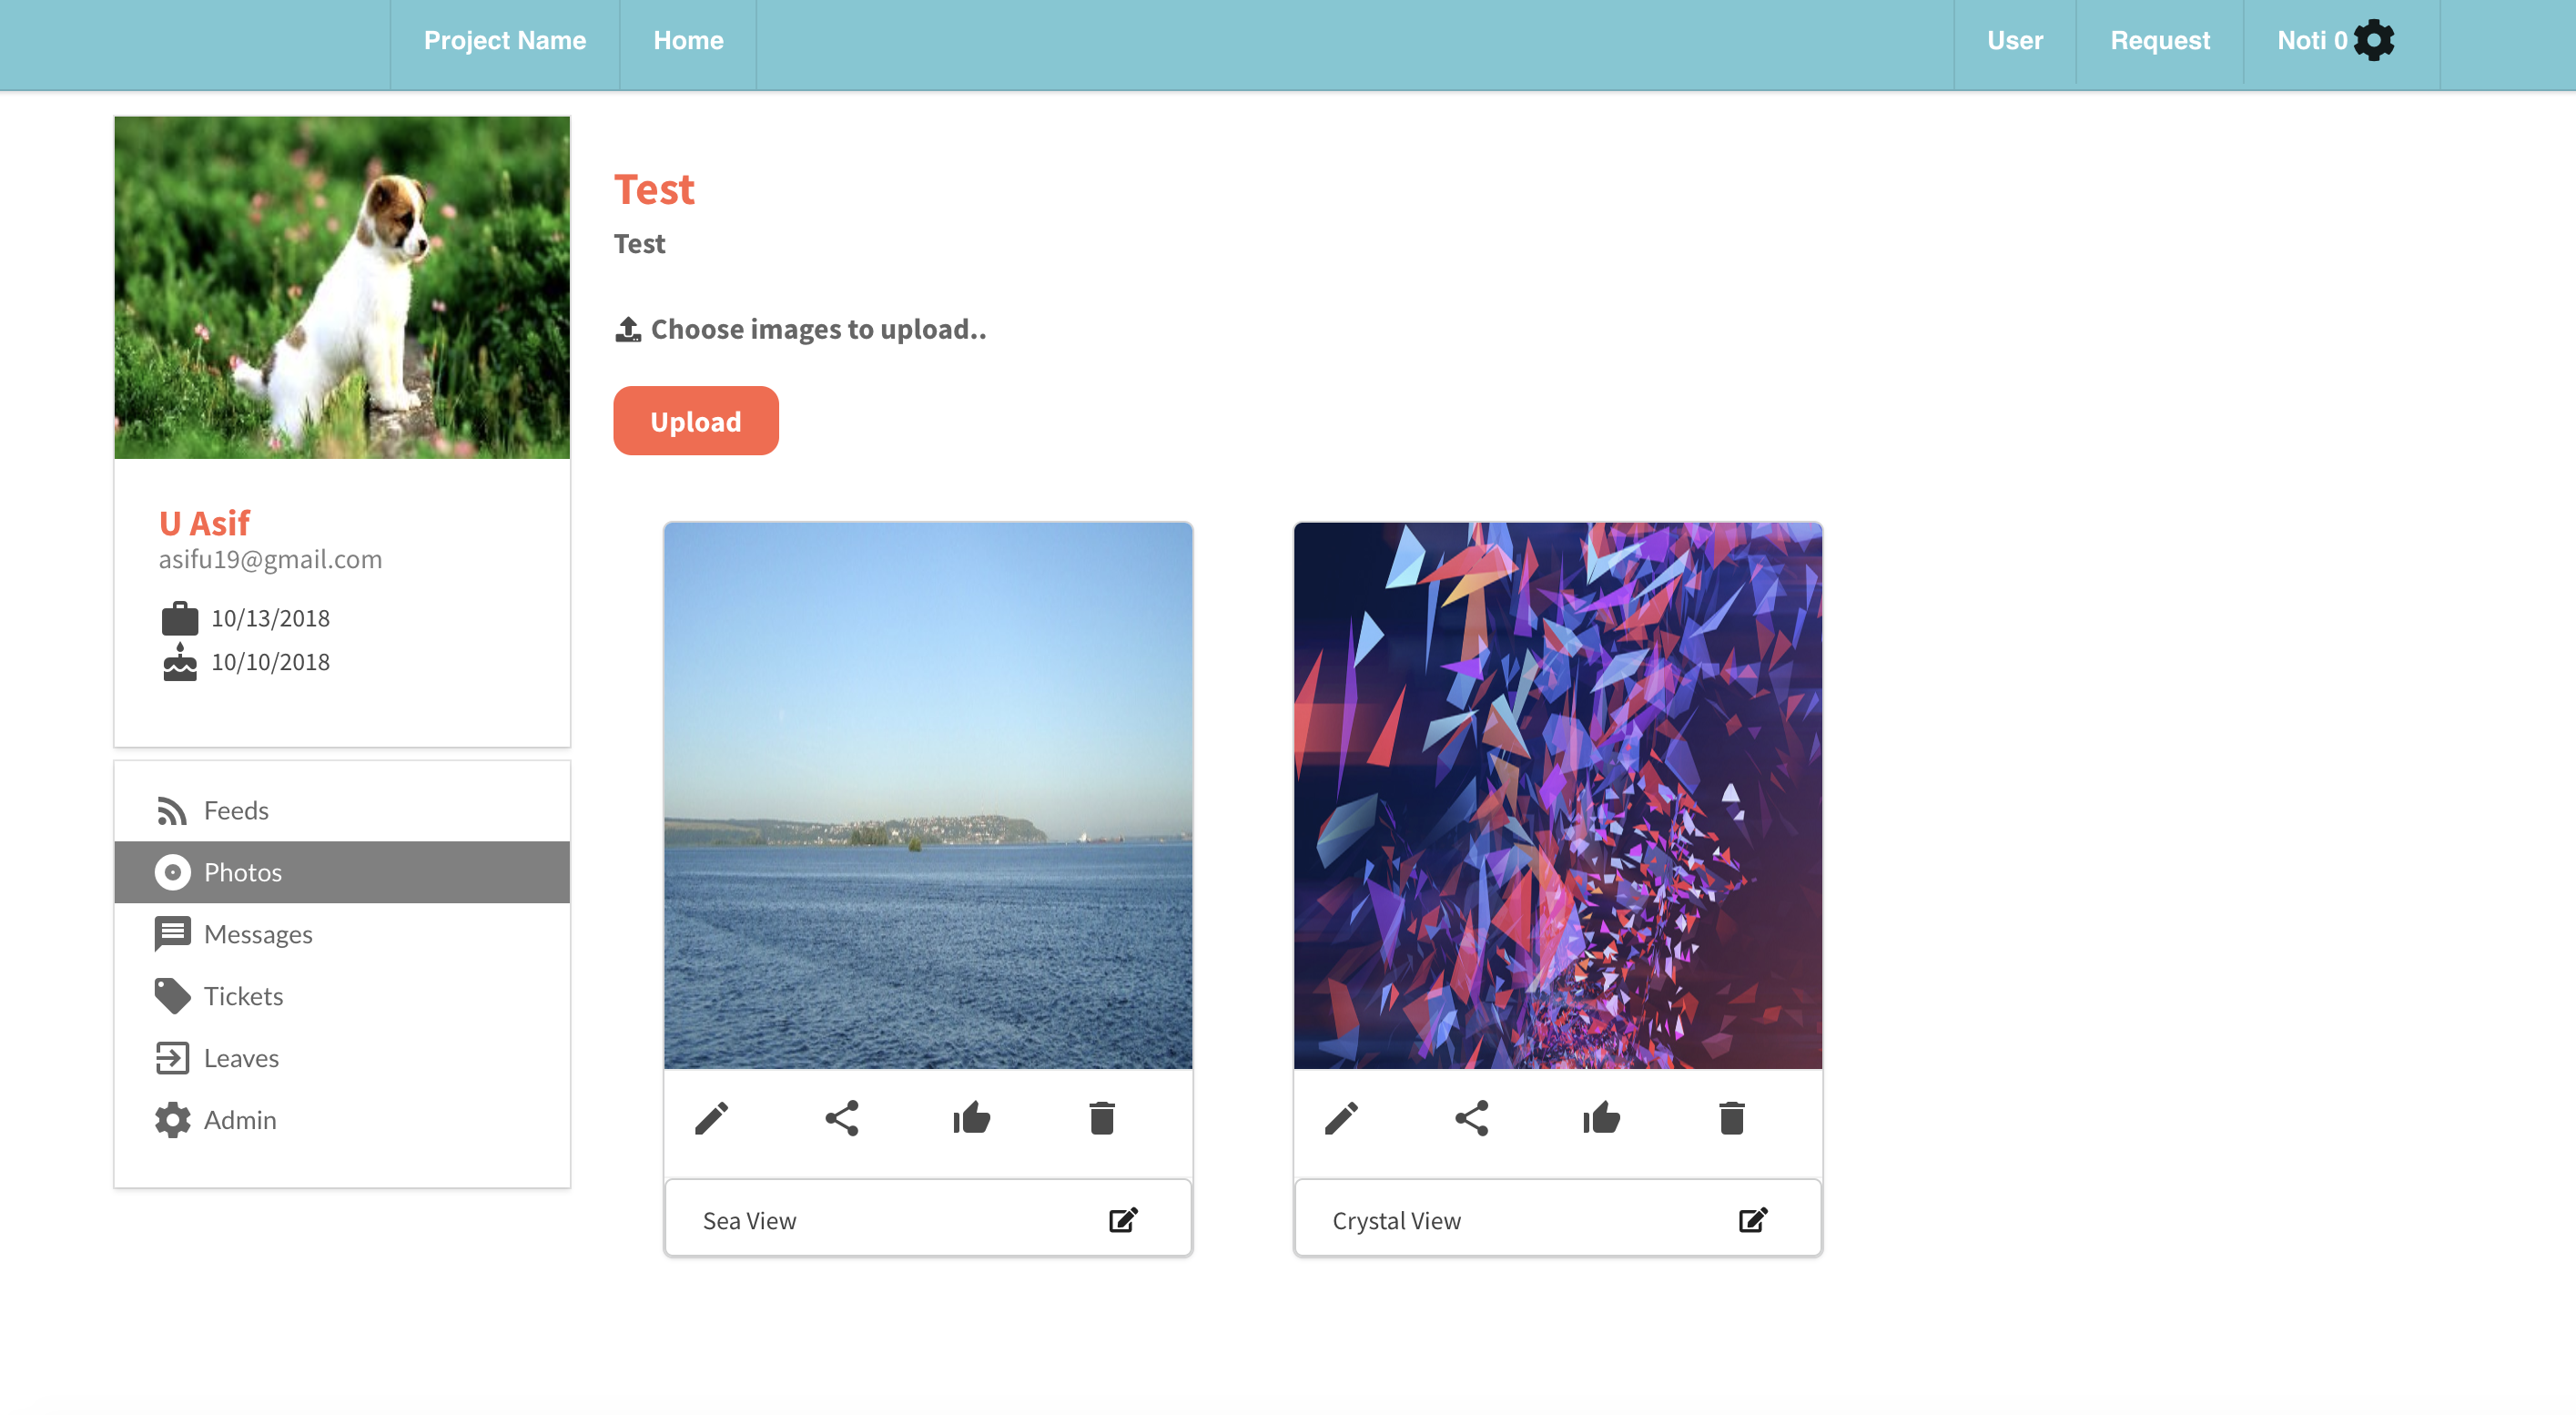 Project Name
Home
User
Request
Noti 0
Test
Test
Choose images to upload..
Upload
U Asif
asifu19@gmail.com
10/13/2018
10/10/2018
Feeds
Photos
Messages
Tickets
Leaves
Admin
Sea View
Crystal View